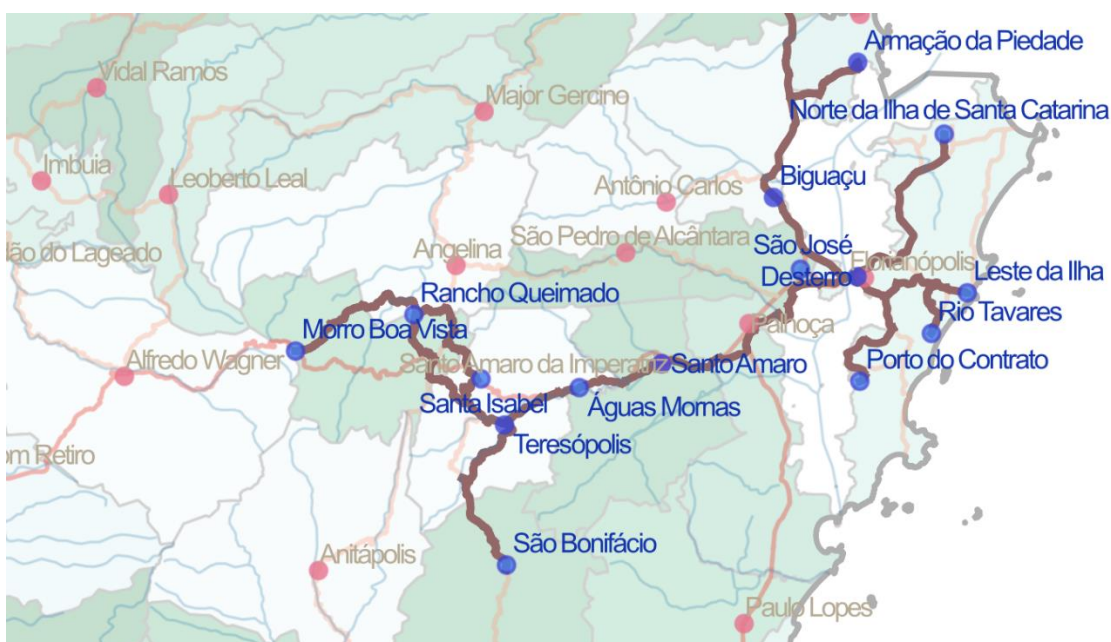 Armação da Piedade
Vidal Ramos
Major Gercino
Norte da Ilha de Santa Catarina
Imbuia
Leoberto Leal
Antônio Carlos
Biguaçu
São Pedro de Alcântara
dão do Lageado
Angelina
São José
Florianópolis
Desterro
Leste da Ilha
Rancho Queimado
Rio Tavares
Morro Boa Vista
Palhoça
Alfredo Wagner
Santo Amaro da Imperatriz
Santo Amaro
Porto do Contrato
Santa Isabel
Águas Mornas
Teresópolis
om Retiro
São Bonifácio
Anitápolis
Paulo Lopes